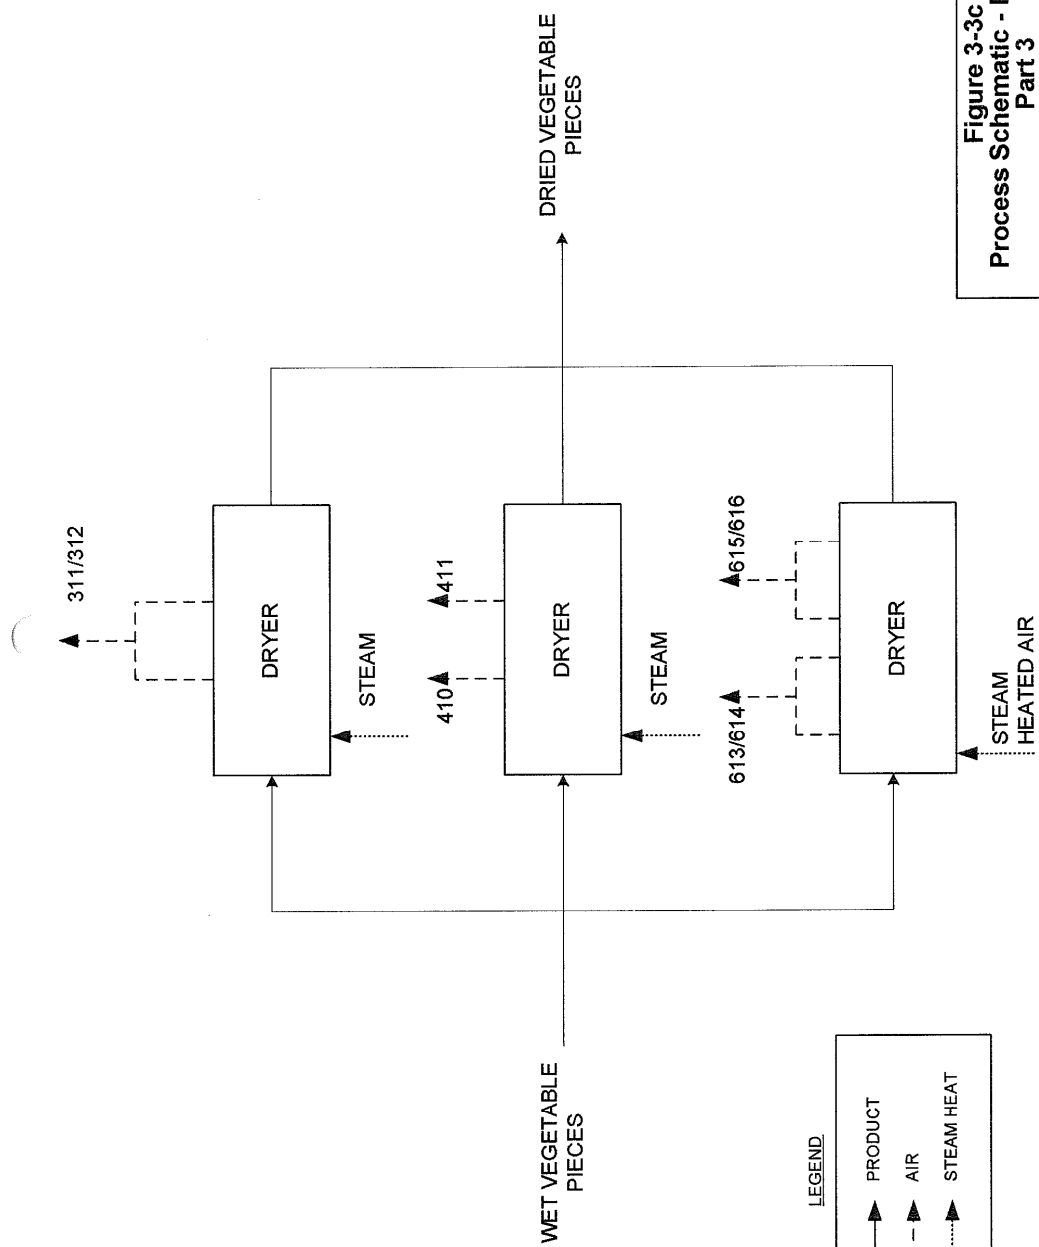 311/312
DRYER
STEAM
410
411
WET VEGETABLE
PIECES
DRYER
DRIED VEGETABLE
PIECES
STEAM
613/614
615/616
DRYER
STEAM
HEATED AIR
LEGEND
PRODUCT
AIR
STEAM HEAT
Figure 3-3c
Process Schematic -
Part 3